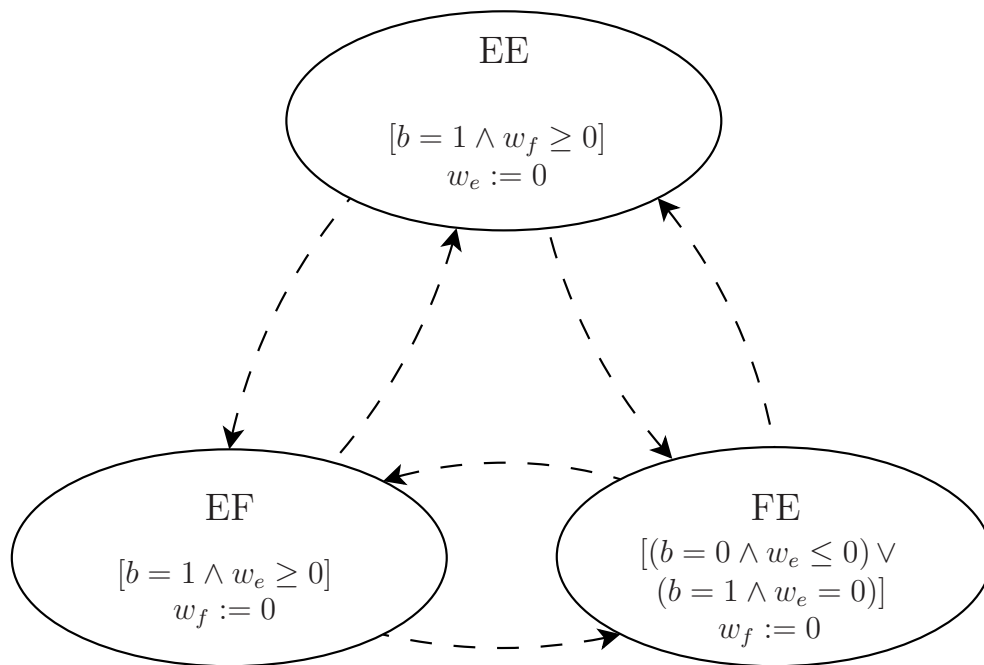 EE
[b = 1 ∧ w_f ≥ 0]
w_e := 0
EF
[b = 1 ∧ w_e ≥ 0]
w_f := 0
FE
[(b = 0 ∧ w_e ≤ 0) ∨
(b = 1 ∧ w_e = 0)]
w_f := 0